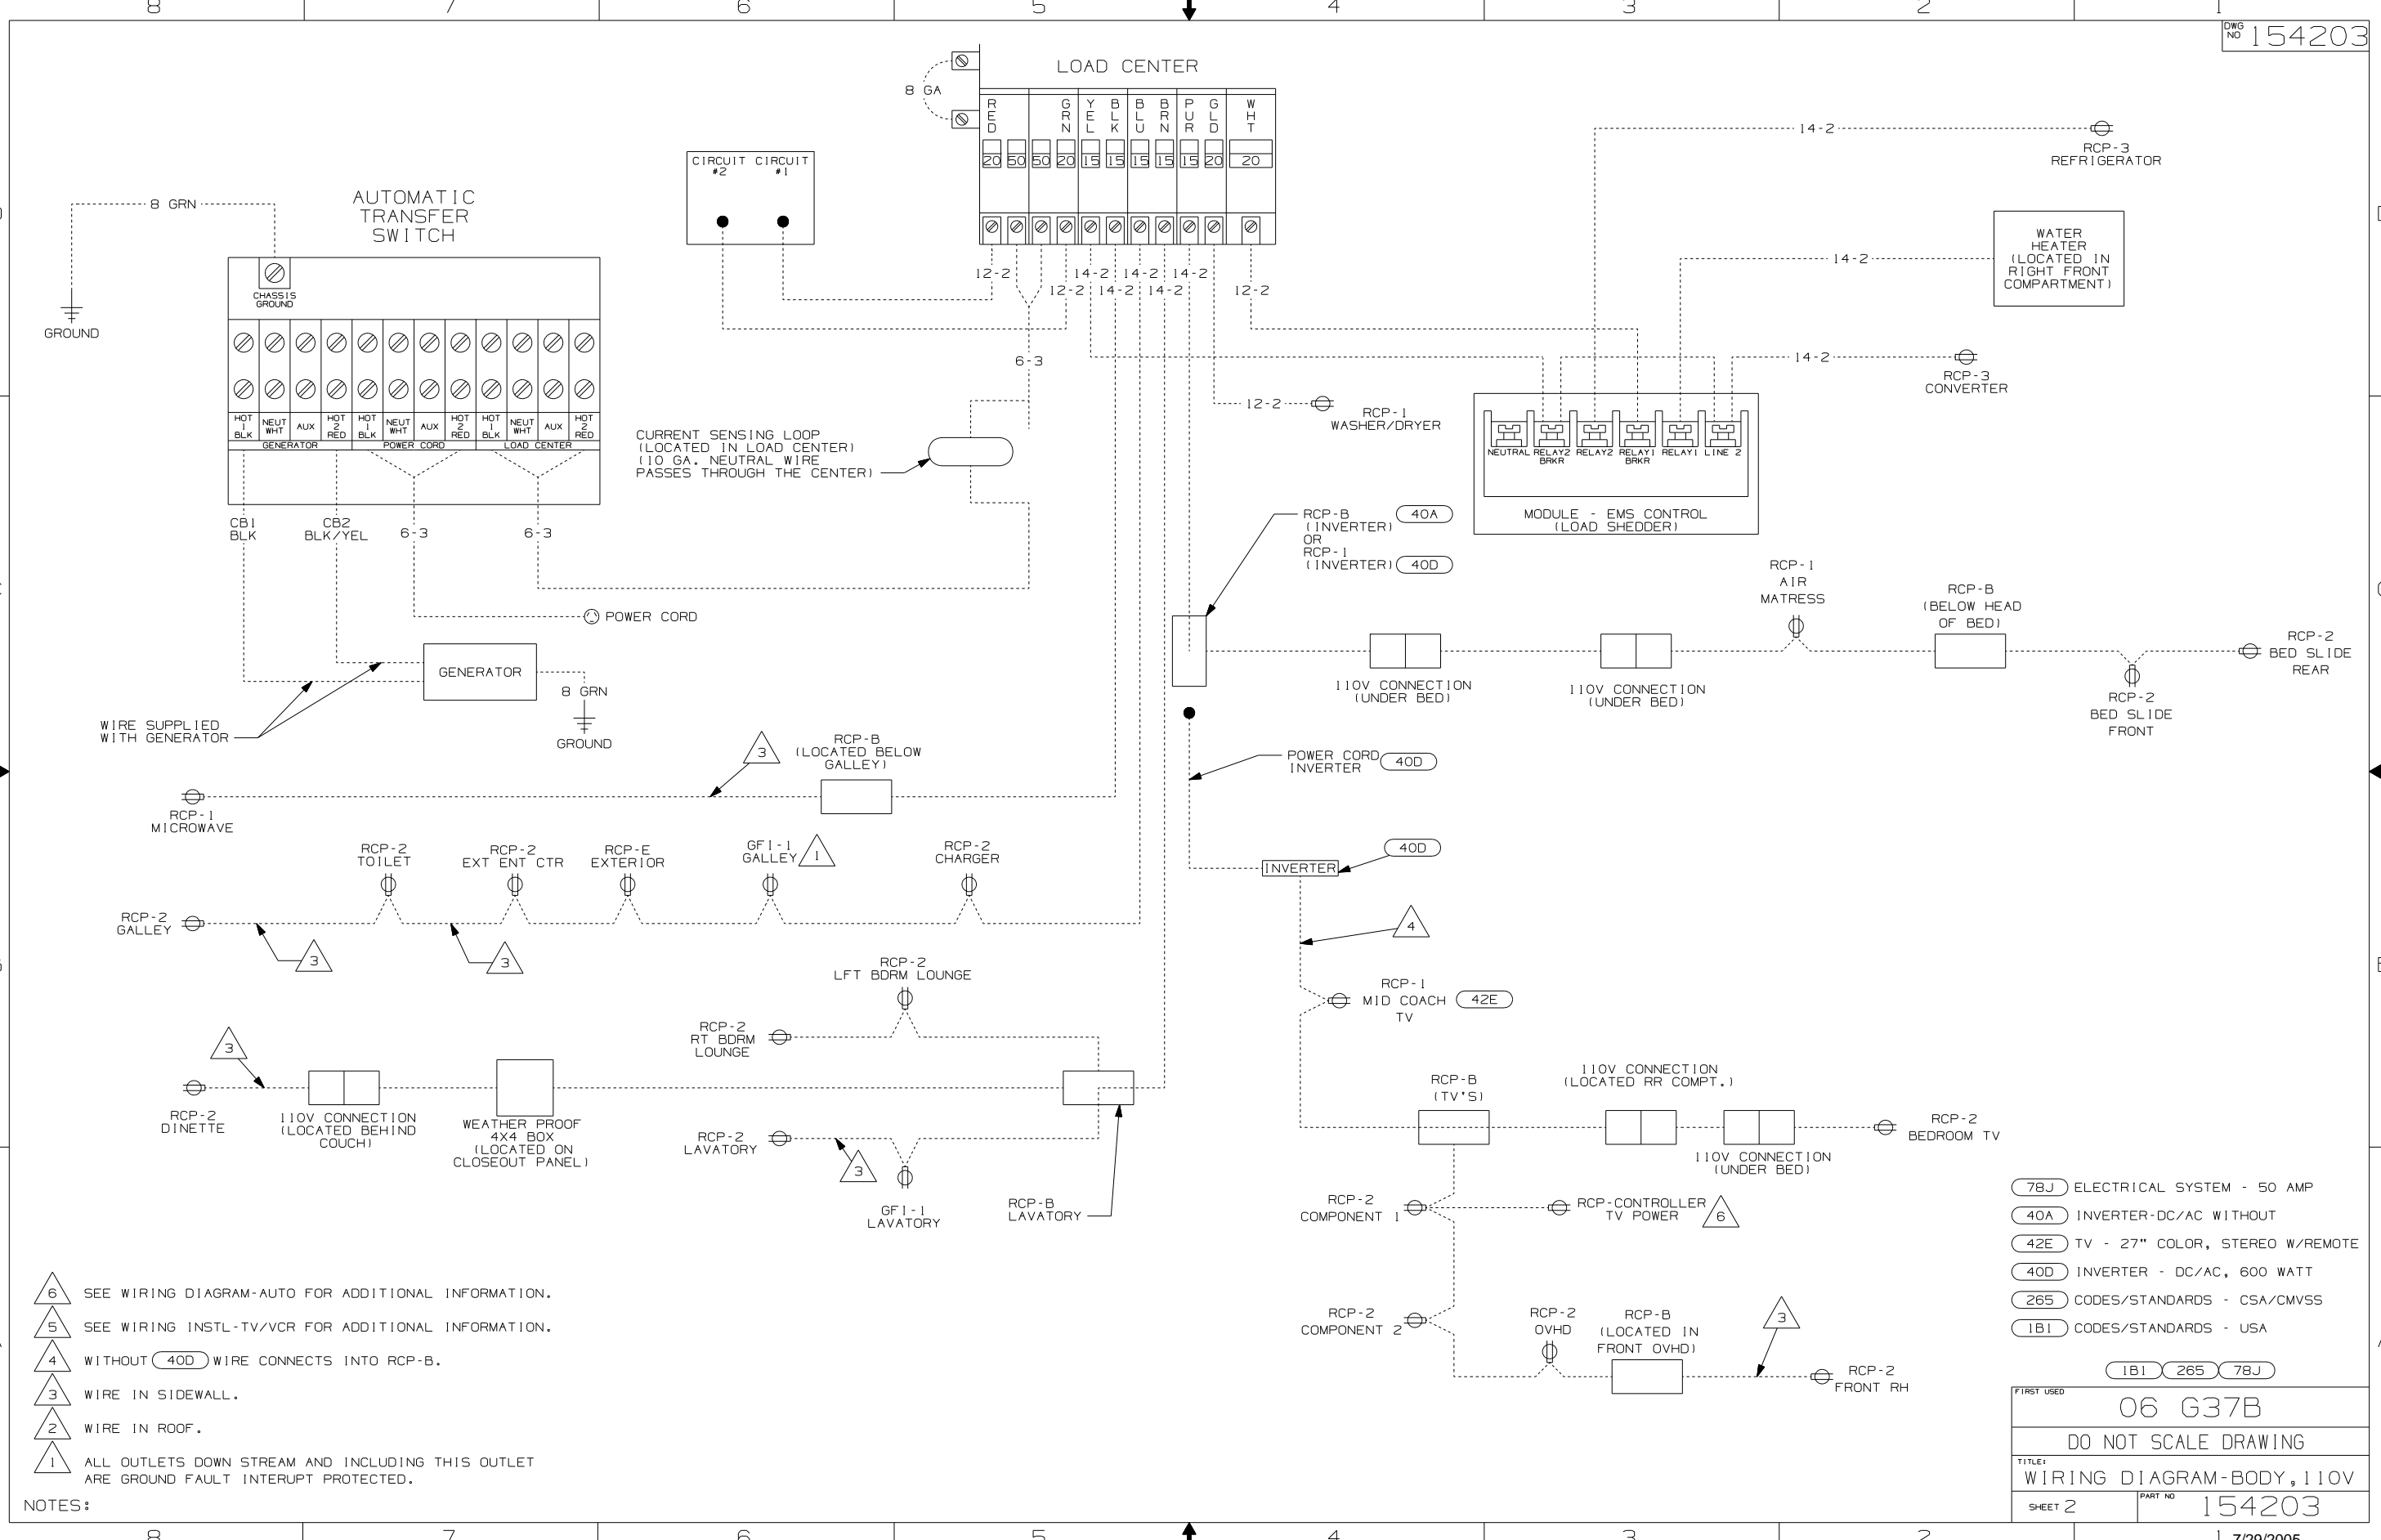 8 7 6 5 4 3 2 1
DWG NO 154203
LOAD CENTER
8 GA
RED GRN YEL BLK BLU BRN PUR GLD WHT
20 50 50 20 15 15 15 15 15 20 20
CIRCUIT #2 CIRCUIT #1
12-2 14-2 14-2 14-2
12-2 14-2 14-2 12-2
6-3
AUTOMATIC
TRANSFER
SWITCH
8 GRN
GROUND
CHASSIS
GROUND
HOT 1 BLK NEUT WHT AUX HOT 2 RED HOT 1 BLK NEUT WHT AUX HOT 2 RED HOT 1 BLK NEUT WHT AUX HOT 2 RED
GENERATOR POWER CORD LOAD CENTER
CB1
BLK
CB2
BLK/YEL
6-3
6-3
CURRENT SENSING LOOP
(LOCATED IN LOAD CENTER)
(10 GA. NEUTRAL WIRE
PASSES THROUGH THE CENTER)
POWER CORD
GENERATOR
8 GRN
GROUND
WIRE SUPPLIED
WITH GENERATOR
14-2
RCP-3
REFRIGERATOR
14-2
WATER
HEATER
(LOCATED IN
RIGHT FRONT
COMPARTMENT)
14-2
RCP-3
CONVERTER
12-2
RCP-1
WASHER/DRYER
NEUTRAL RELAY2 BRKR RELAY2 RELAY1 BRKR RELAY1 LINE 2
MODULE - EMS CONTROL
(LOAD SHEDDER)
RCP-B 40A
(INVERTER)
OR
RCP-1
(INVERTER) 40D
110V CONNECTION
(UNDER BED)
110V CONNECTION
(UNDER BED)
RCP-1
AIR
MATRESS
RCP-B
(BELOW HEAD
OF BED)
RCP-2
BED SLIDE
REAR
RCP-2
BED SLIDE
FRONT
3
RCP-B
(LOCATED BELOW
GALLEY)
RCP-1
MICROWAVE
POWER CORD
INVERTER 40D
INVERTER
40D
4
RCP-2
TOILET
RCP-2
EXT ENT CTR
RCP-E
EXTERIOR
GFI-1
GALLEY 1
RCP-2
CHARGER
RCP-2
GALLEY
3
3
RCP-2
LFT BDRM LOUNGE
RCP-2
RT BDRM
LOUNGE
3
RCP-2
DINETTE
110V CONNECTION
(LOCATED BEHIND
COUCH)
WEATHER PROOF
4X4 BOX
(LOCATED ON
CLOSEOUT PANEL)
RCP-2
LAVATORY
3
GFI-1
LAVATORY
RCP-B
LAVATORY
RCP-1
MID COACH 42E
TV
RCP-B
(TV'S)
110V CONNECTION
(LOCATED RR COMPT.)
110V CONNECTION
(UNDER BED)
RCP-2
BEDROOM TV
RCP-2
COMPONENT 1
RCP-CONTROLLER
TV POWER 6
RCP-2
COMPONENT 2
RCP-2
OVHD
RCP-B
(LOCATED IN
FRONT OVHD)
3
RCP-2
FRONT RH
78J ELECTRICAL SYSTEM - 50 AMP
40A INVERTER-DC/AC WITHOUT
42E TV - 27" COLOR, STEREO W/REMOTE
40D INVERTER - DC/AC, 600 WATT
265 CODES/STANDARDS - CSA/CMVSS
1B1 CODES/STANDARDS - USA
1B1 265 78J
6 SEE WIRING DIAGRAM-AUTO FOR ADDITIONAL INFORMATION.
5 SEE WIRING INSTL-TV/VCR FOR ADDITIONAL INFORMATION.
4 WITHOUT 40D WIRE CONNECTS INTO RCP-B.
3 WIRE IN SIDEWALL.
2 WIRE IN ROOF.
1 ALL OUTLETS DOWN STREAM AND INCLUDING THIS OUTLET
ARE GROUND FAULT INTERUPT PROTECTED.
NOTES:
FIRST USED
06 G37B
DO NOT SCALE DRAWING
TITLE:
WIRING DIAGRAM-BODY,110V
SHEET 2
PART NO 154203
8 7 6 5 4 3 2 1
7/29/2005